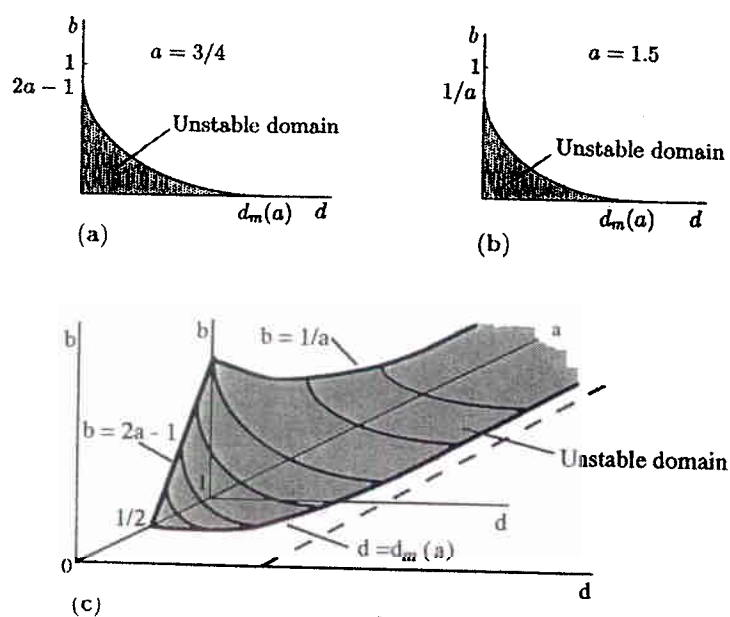 b
a = 3/4
1
2a − 1
Unstable domain
d_m(a) d
(a)
b
a = 1.5
1
1/a
Unstable domain
d_m(a) d
(b)
b
b
b = 1/a
a
b = 2a - 1
Unstable domain
1
1/2
d
d =d_m (a)
0
d
(c)